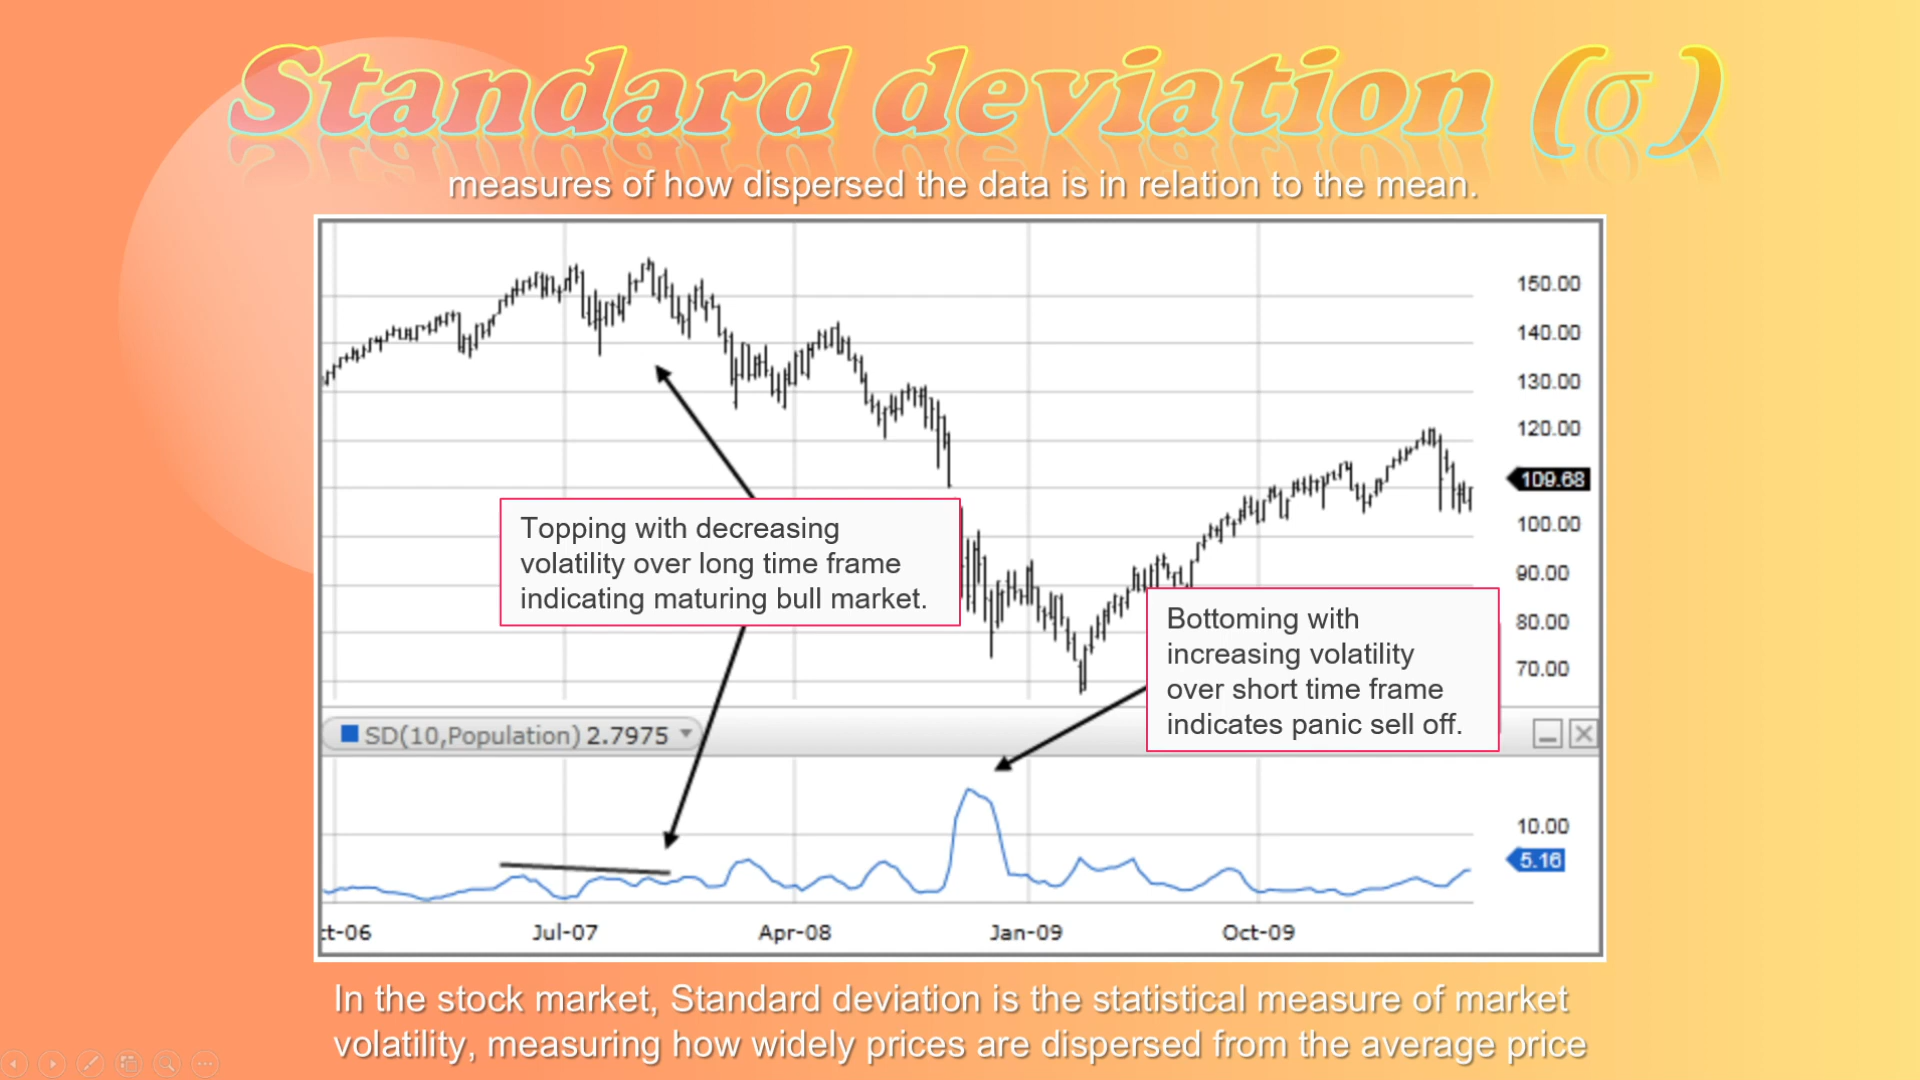 Standard deviation (σ)
measures of how dispersed the data is in relation to the mean.
150.00
140.00
130.00
120.00
109.68
100.00
90.00
80.00
70.00
Topping with decreasing
volatility over long time frame
indicating maturing bull market.
Bottoming with
increasing volatility
over short time frame
indicates panic sell off.
SD(10,Population) 2.7975
10.00
5.16
ct-06 Jul-07 Apr-08 Jan-09 Oct-09
In the stock market, Standard deviation is the statistical measure of market
volatility, measuring how widely prices are dispersed from the average price